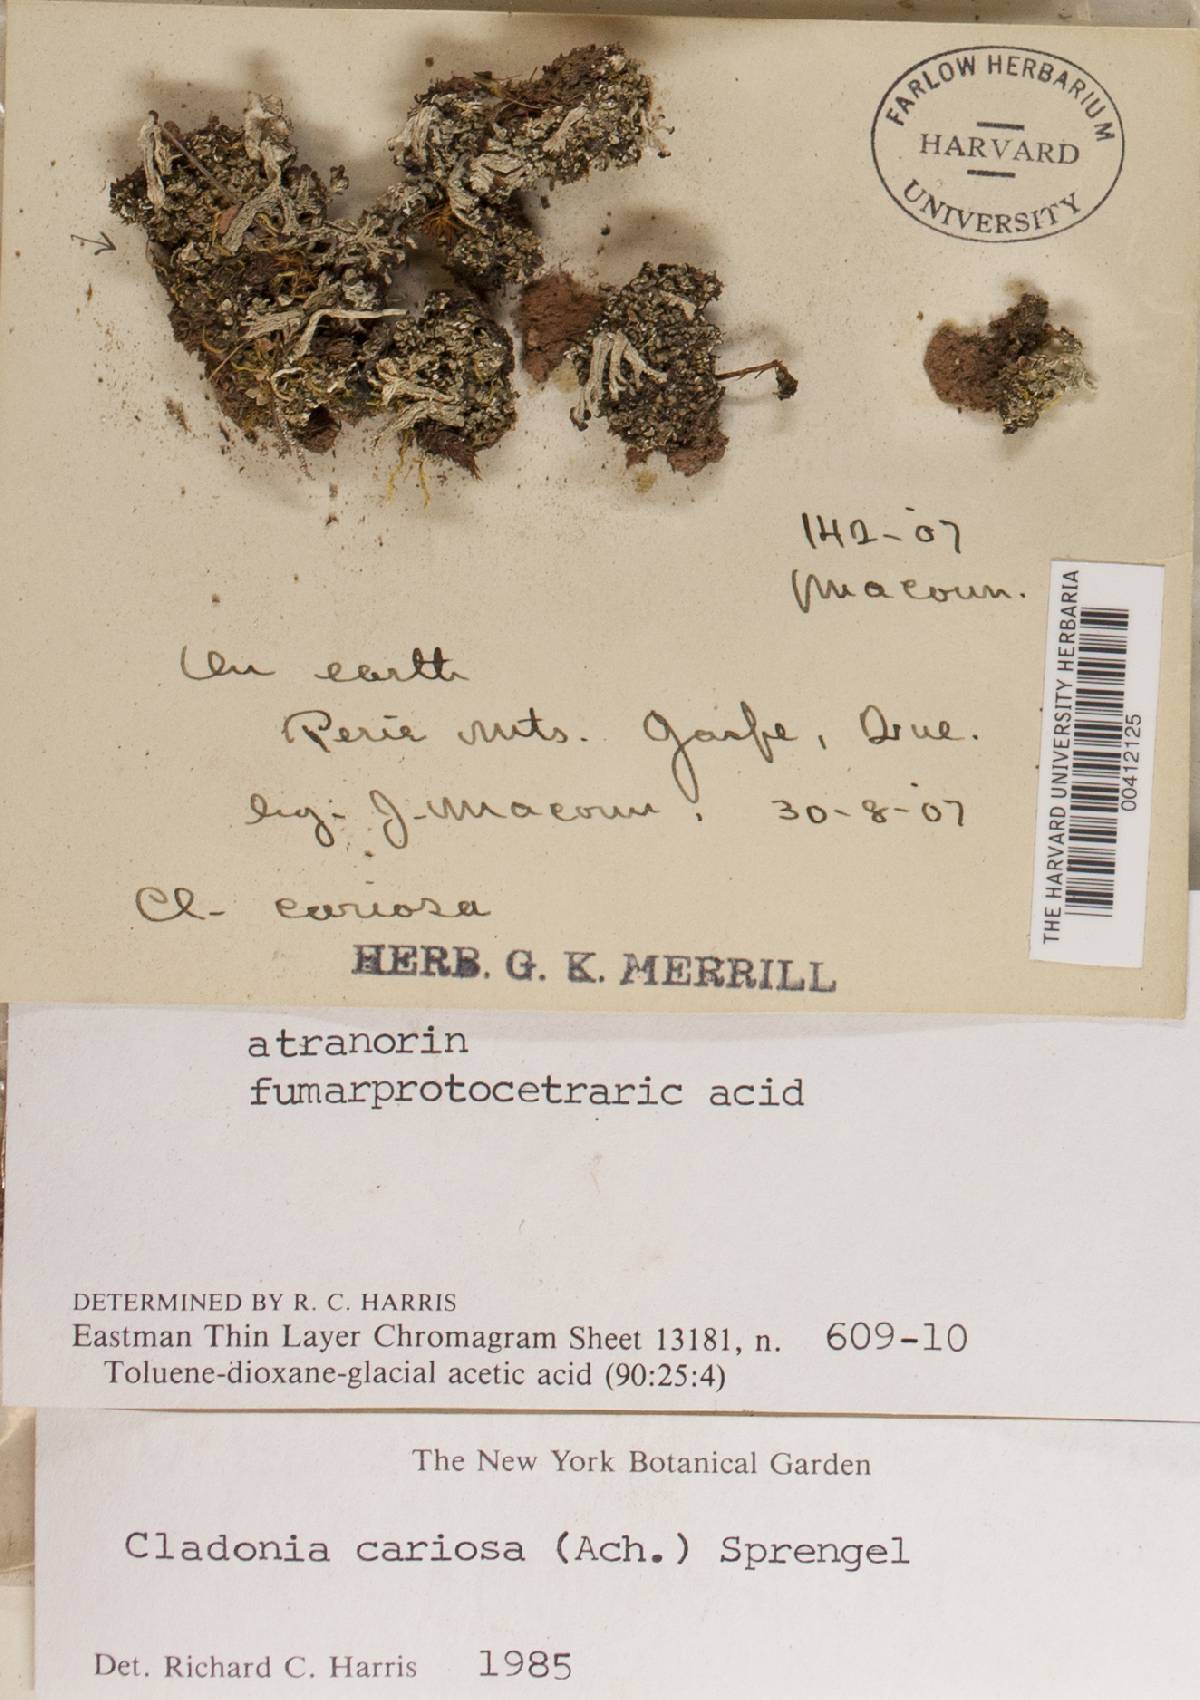 FARLOW HERBARIUM
HARVARD
UNIVERSITY
142-07
Macoun.
On earth
Perce Mts. Gaspe, Que.
leg. J. Macoun. 30-8-07
Cl- cariosa
HERB. G. K. MERRILL
THE HARVARD UNIVERSITY HERBARIA
00412125
atranorin
fumarprotocetraric acid
DETERMINED BY R. C. HARRIS
Eastman Thin Layer Chromagram Sheet 13181, n. 609-10
Toluene-dioxane-glacial acetic acid (90:25:4)
The New York Botanical Garden
Cladonia cariosa (Ach.) Sprengel
Det. Richard C. Harris 1985